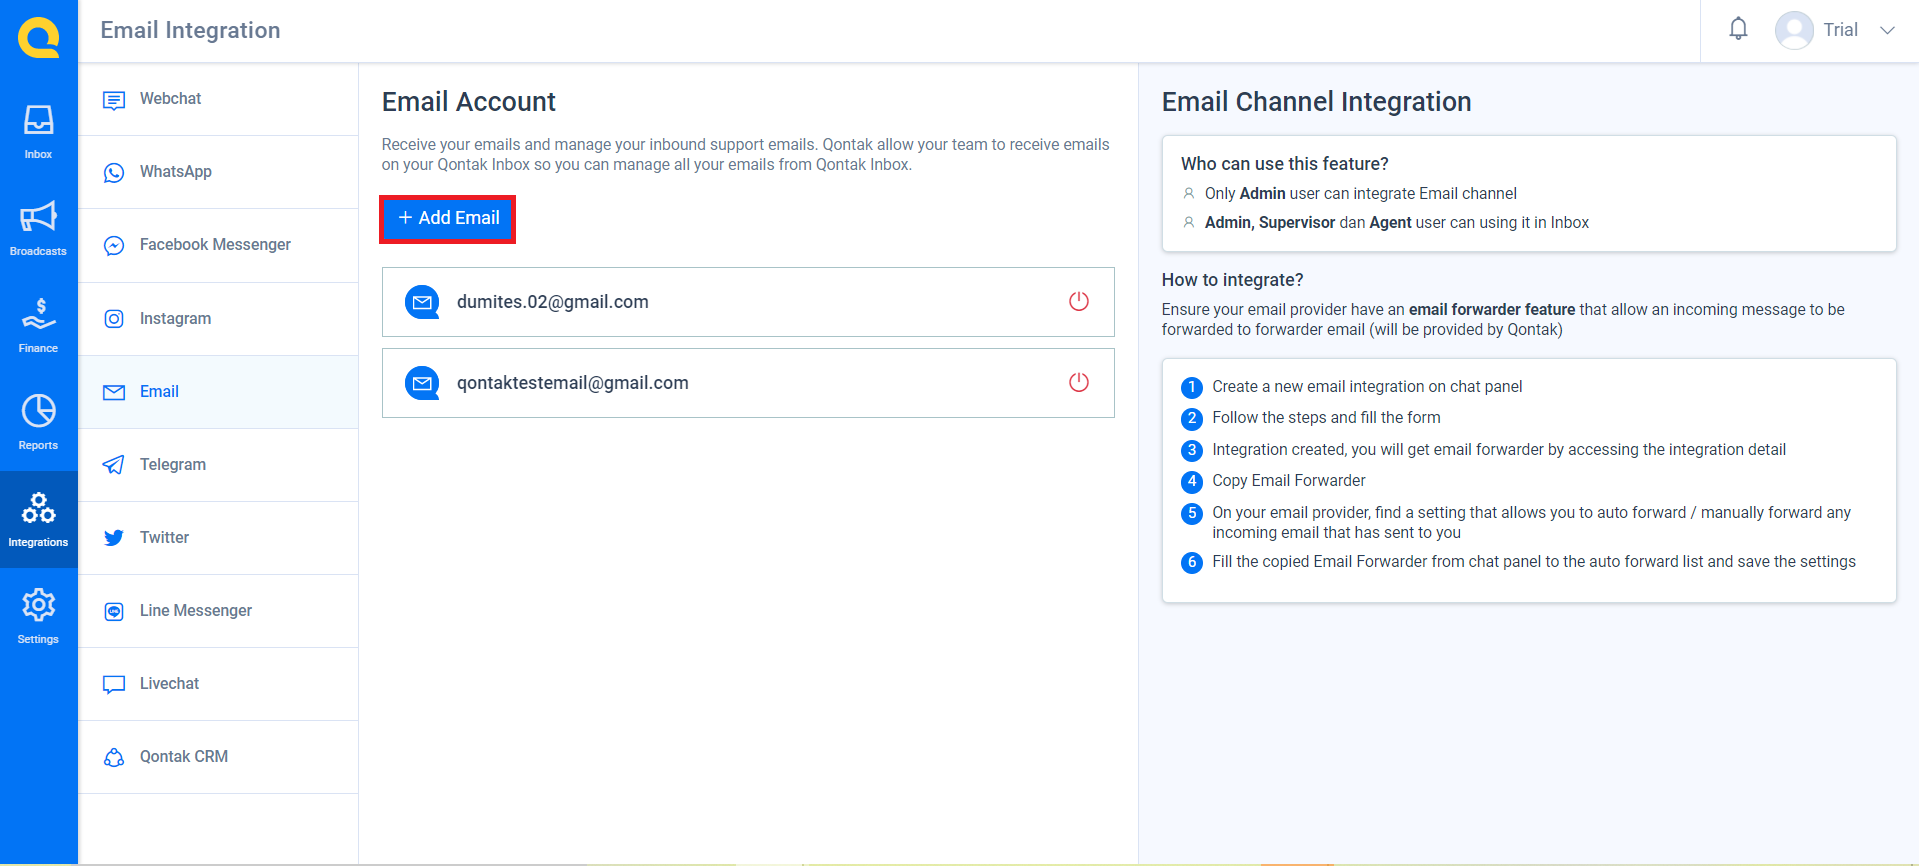 Email Integration
Trial
Inbox
Broadcasts
Finance
Reports
Integrations
Settings
Webchat
WhatsApp
Facebook Messenger
Instagram
Email
Telegram
Twitter
Line Messenger
Livechat
Qontak CRM
Email Account
Receive your emails and manage your inbound support emails. Qontak allow your team to receive emails
on your Qontak Inbox so you can manage all your emails from Qontak Inbox.
+ Add Email
dumites.02@gmail.com
qontaktestemail@gmail.com
Email Channel Integration
Who can use this feature?
Only Admin user can integrate Email channel
Admin, Supervisor dan Agent user can using it in Inbox
How to integrate?
Ensure your email provider have an email forwarder feature that allow an incoming message to be
forwarded to forwarder email (will be provided by Qontak)
1 Create a new email integration on chat panel
2 Follow the steps and fill the form
3 Integration created, you will get email forwarder by accessing the integration detail
4 Copy Email Forwarder
5 On your email provider, find a setting that allows you to auto forward / manually forward any
incoming email that has sent to you
6 Fill the copied Email Forwarder from chat panel to the auto forward list and save the settings